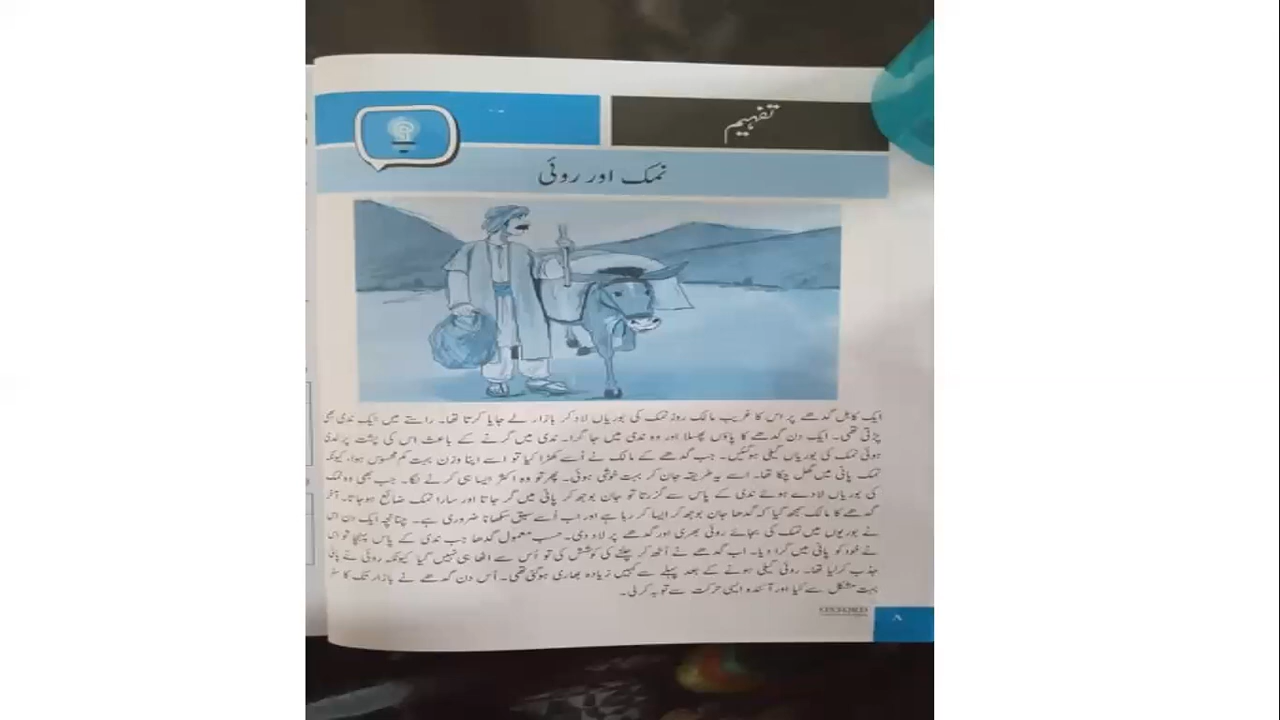 تفہیم
نمک اور روئی
ایک کاہل گدھے پر اس کا غریب مالک روز نمک کی بوریاں لاد کر بازار لے جایا کرتا تھا۔ راستے میں ایک ندی بھی
پڑتی تھی۔ ایک دن گدھے کا پاؤں پھسلا اور وہ ندی میں جا گرا۔ ندی میں گرنے کے باعث اس کی پشت پر لدی
ہوئی نمک کی بوریاں گیلی ہوگئیں۔ جب گدھے کے مالک نے اُسے کھڑا کیا تو اسے اپنا وزن بہت کم محسوس ہوا، کیونکہ
نمک پانی میں گھل چکا تھا۔ اسے یہ طریقہ جان کر بہت خوشی ہوئی۔ پھر تو وہ اکثر ایسا ہی کرنے لگا۔ جب بھی وہ نمک
کی بوریاں لادے ہوئے ندی کے پاس سے گزرتا تو جان بوجھ کر پانی میں گر جاتا اور سارا نمک ضائع ہوجاتا۔ آخر
گدھے کا مالک سمجھ گیا کہ گدھا جان بوجھ کر ایسا کر رہا ہے اور اب اُسے سبق سکھانا ضروری ہے۔ چنانچہ ایک دن اس
نے بوریوں میں نمک کی بجائے روئی بھری اور گدھے پر لاد دی۔ حسب معمول گدھا جب ندی کے پاس پہنچا تو اس
نے خود کو پانی میں گرا دیا۔ اب گدھے نے اُٹھ کر چلنے کی کوشش کی تو اُس سے اٹھا ہی نہیں گیا کیونکہ روئی نے پانی
جذب کرلیا تھا۔ روئی گیلی ہونے کے بعد پہلے سے کہیں زیادہ بھاری ہوگئی تھی۔ اُس دن گدھے نے بازار تک کا سفر
بہت مشکل سے کیا اور آئندہ ایسی حرکت سے توبہ کرلی۔
OXFORD
۸